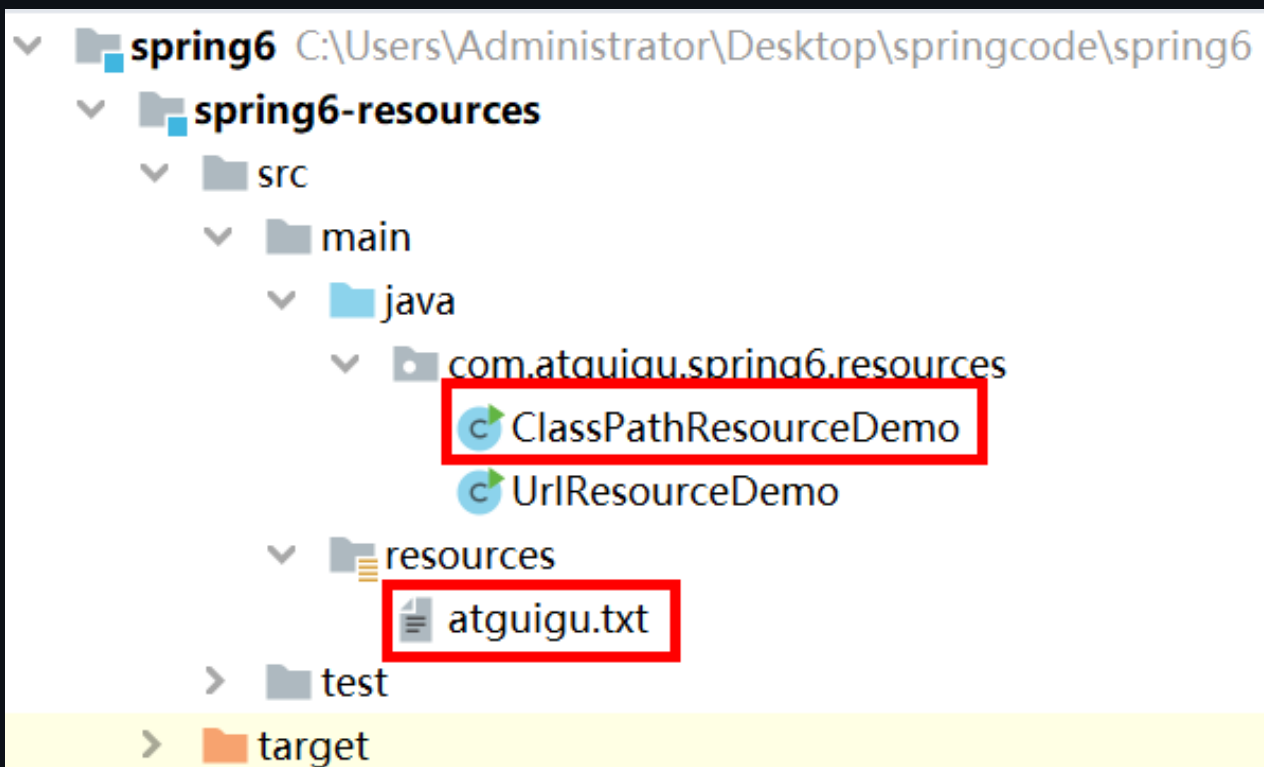 spring6 C:\Users\Administrator\Desktop\springcode\spring6
spring6-resources
src
main
java
com.atguigu.spring6.resources
C ClassPathResourceDemo
C UrlResourceDemo
resources
atguigu.txt
test
target